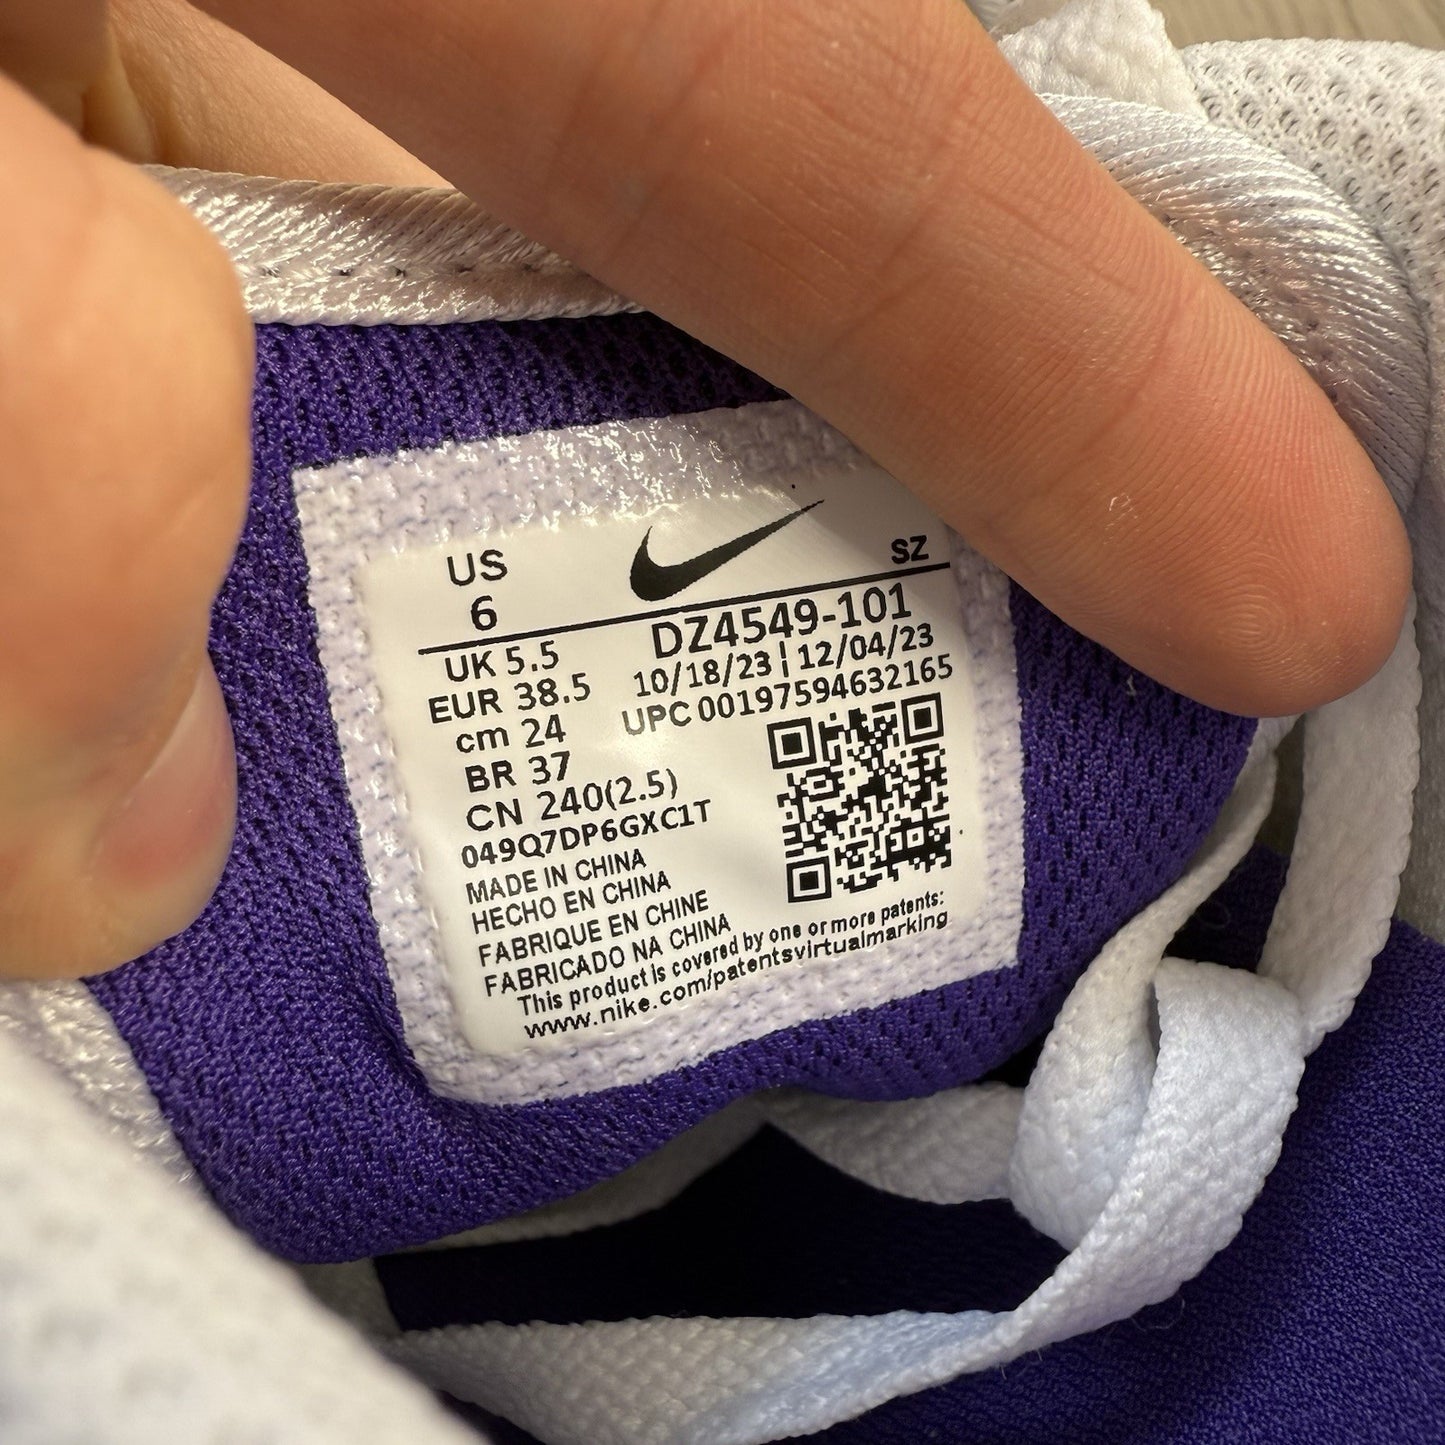 US SZ
6
DZ4549-101
UK 5.5
10/18/23 ¦ 12/04/23
EUR 38.5
UPC 00197594632165
cm 24
BR 37
CN 240(2.5)
049Q7DP6GXC1T
MADE IN CHINA
HECHO EN CHINA
FABRIQUE EN CHINE
FABRICADO NA CHINA
This product is covered by one or more patents:
www.nike.com/patentsvirtualmarking